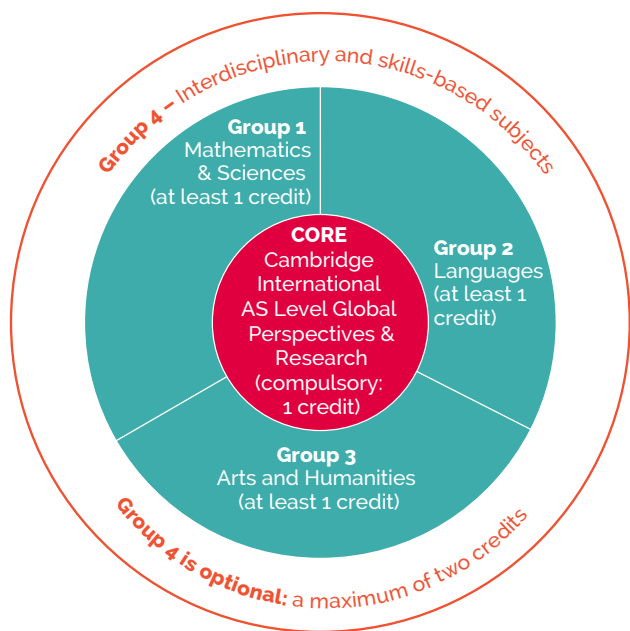 Group 4 – Interdisciplinary and skills-based subjects
Group 1
Mathematics
& Sciences
(at least 1 credit)
CORE
Cambridge
International
AS Level Global
Perspectives &
Research
(compulsory:
1 credit)
Group 2
Languages
(at least 1
credit)
Group 3
Arts and Humanities
(at least 1 credit)
Group 4 is optional: a maximum of two credits